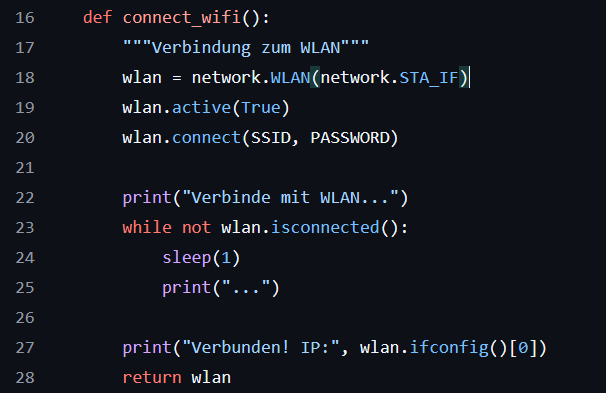 16 def connect_wifi():
17     """Verbindung zum WLAN"""
18     wlan = network.WLAN(network.STA_IF)
19     wlan.active(True)
20     wlan.connect(SSID, PASSWORD)
21
22     print("Verbinde mit WLAN...")
23     while not wlan.isconnected():
24         sleep(1)
25         print("...")
26
27     print("Verbunden! IP:", wlan.ifconfig()[0])
28     return wlan